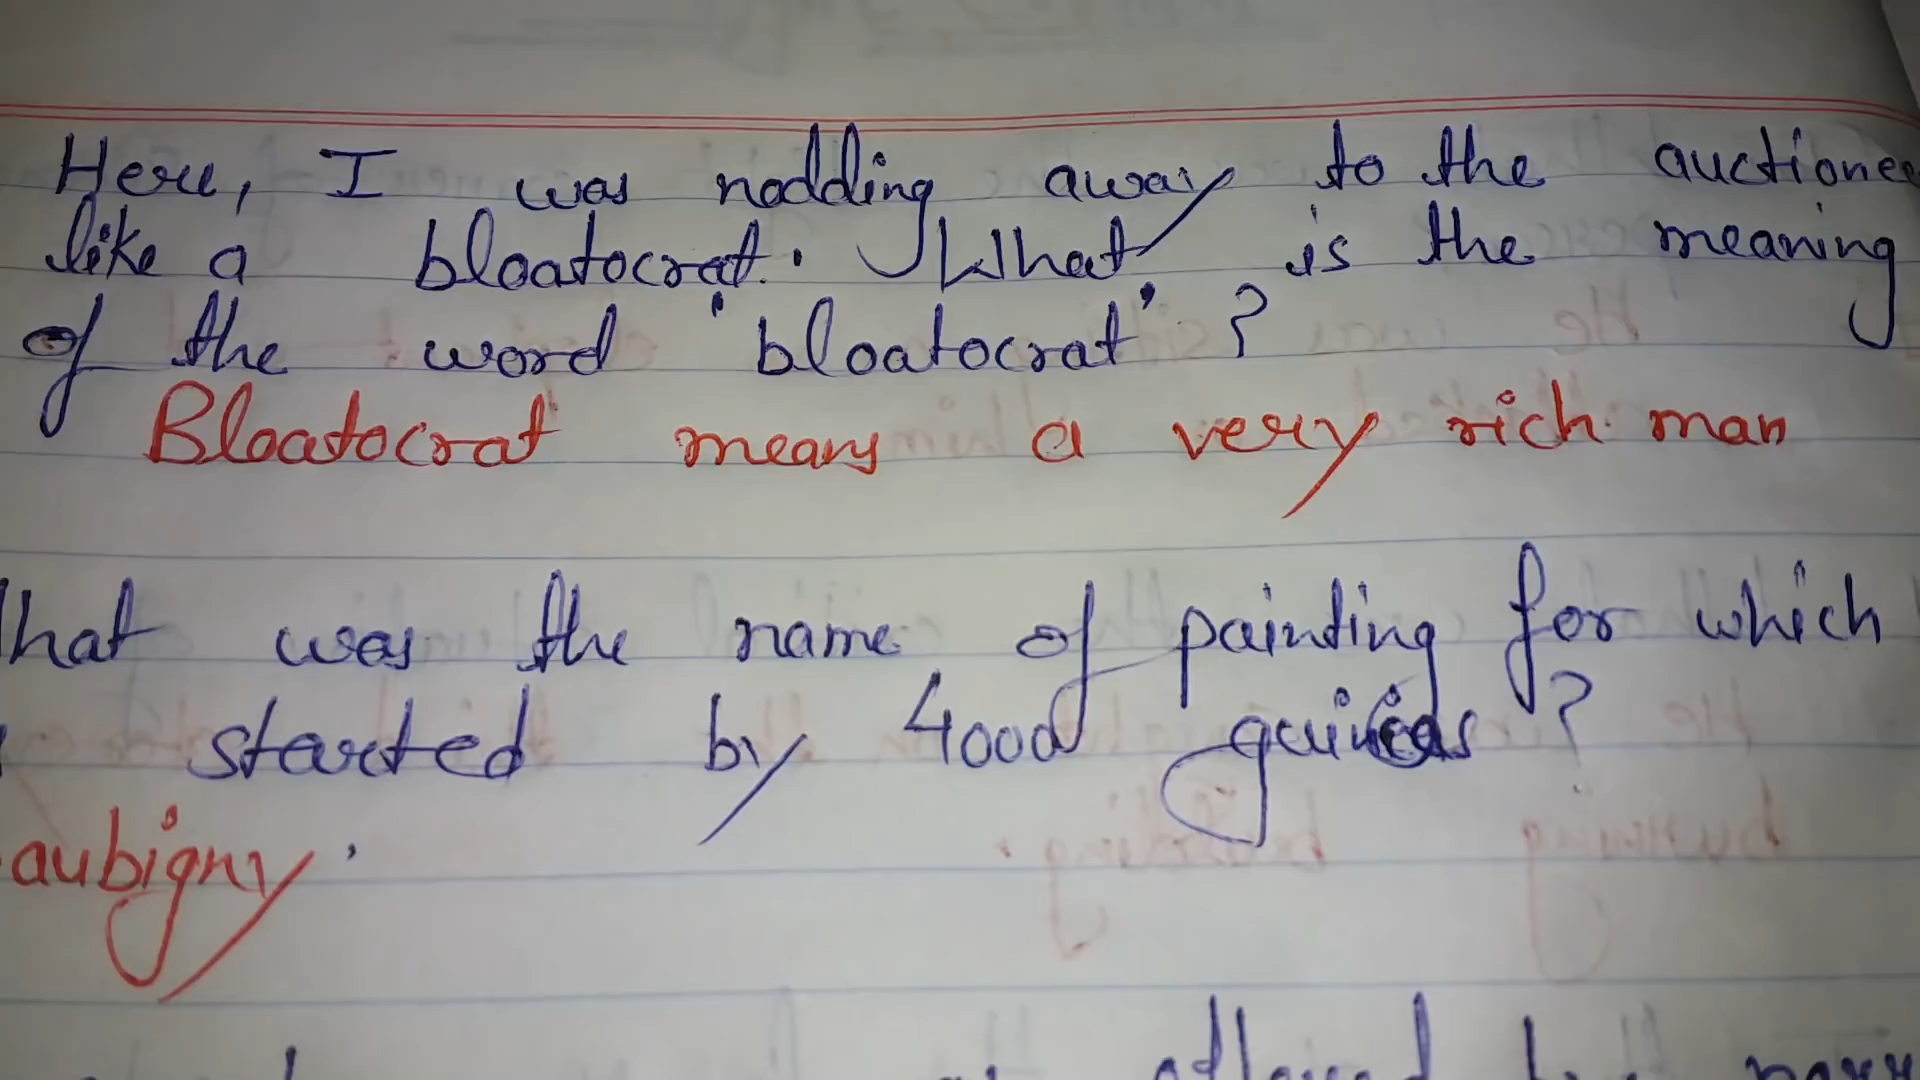 Here, I was nodding away to the auctionee
like a bloatocrat. What is the meaning
of the word 'bloatocrat'?
Bloatocrat means a very rich man
hat was the name of painting for which
started by 4000 guineas?
aubigny.